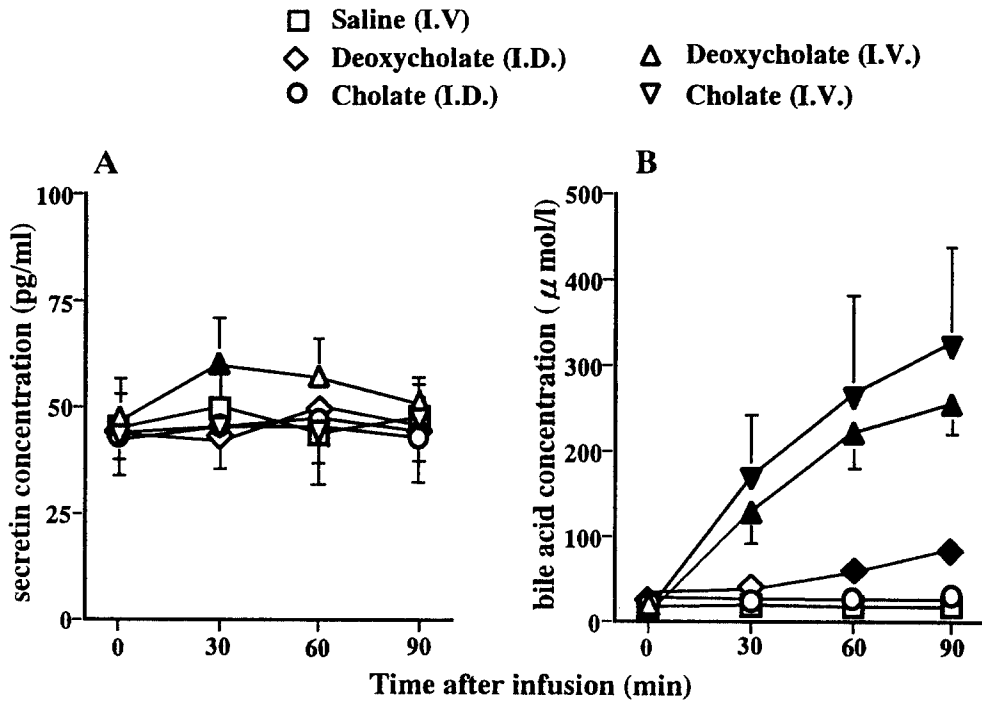 Saline (I.V)
Deoxycholate (I.D.)
Deoxycholate (I.V.)
Cholate (I.D.)
Cholate (I.V.)
A
B
secretin concentration (pg/ml)
100
75
50
25
0
0 30 60 90
bile acid concentration ( μ mol/l)
500
400
300
200
100
0
0 30 60 90
Time after infusion (min)